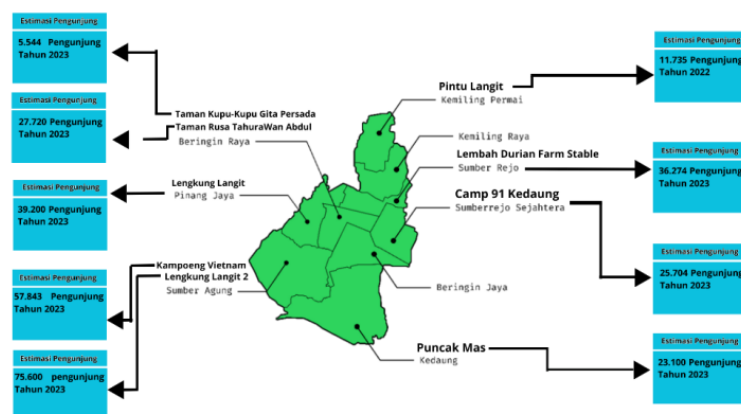 Estimasi Pengunjung
5.544 Pengunjung
Tahun 2023
Estimasi Pengunjung
27.720 Pengunjung
Tahun 2023
Estimasi Pengunjung
39.200 Pengunjung
Tahun 2023
Estimasi Pengunjung
57.843 Pengunjung
Tahun 2023
Estimasi Pengunjung
75.600 pengunjung
Tahun 2023
Taman Kupu-Kupu Gita Persada
Taman Rusa TahuraWan Abdul
Beringin Raya
Lengkung Langit
Pinang Jaya
Kampoeng Vietnam
Lengkung Langit 2
Sumber Agung
Pintu Langit
Kemiling Permai
Kemiling Raya
Lembah Durian Farm Stable
Sumber Rejo
Camp 91 Kedaung
Sumberrejo Sejahtera
Beringin Jaya
Puncak Mas
Kedaung
Estimasi Pengunjung
11.735 Pengunjung
Tahun 2022
Estimasi Pengunjung
36.274 Pengunjung
Tahun 2023
Estimasi Pengunjung
25.704 Pengunjung
Tahun 2023
Estimasi Pengunjung
23.100 Pengunjung
Tahun 2023